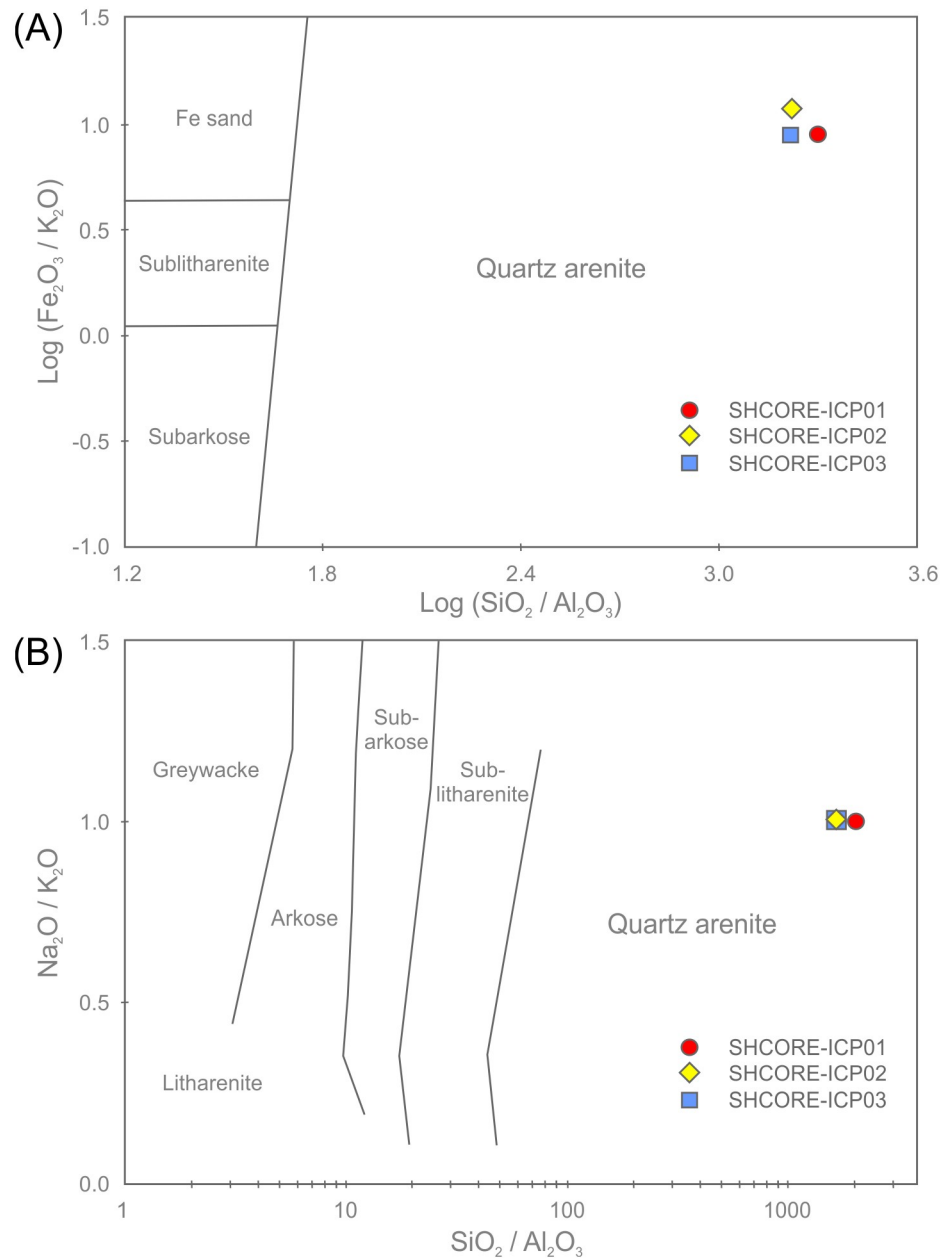 (A)
1.5
1.0
0.5
0.0
-0.5
-1.0
Log (Fe₂O₃ / K₂O)
Fe sand
Sublitharenite
Subarkose
Quartz arenite
SHCORE-ICP01
SHCORE-ICP02
SHCORE-ICP03
1.2 1.8 2.4 3.0 3.6
Log (SiO₂ / Al₂O₃)
(B)
1.5
1.0
0.5
0.0
Na₂O / K₂O
Sub-
arkose
Greywacke
Sub-
litharenite
Arkose
Quartz arenite
Litharenite
SHCORE-ICP01
SHCORE-ICP02
SHCORE-ICP03
1 10 100 1000
SiO₂ / Al₂O₃